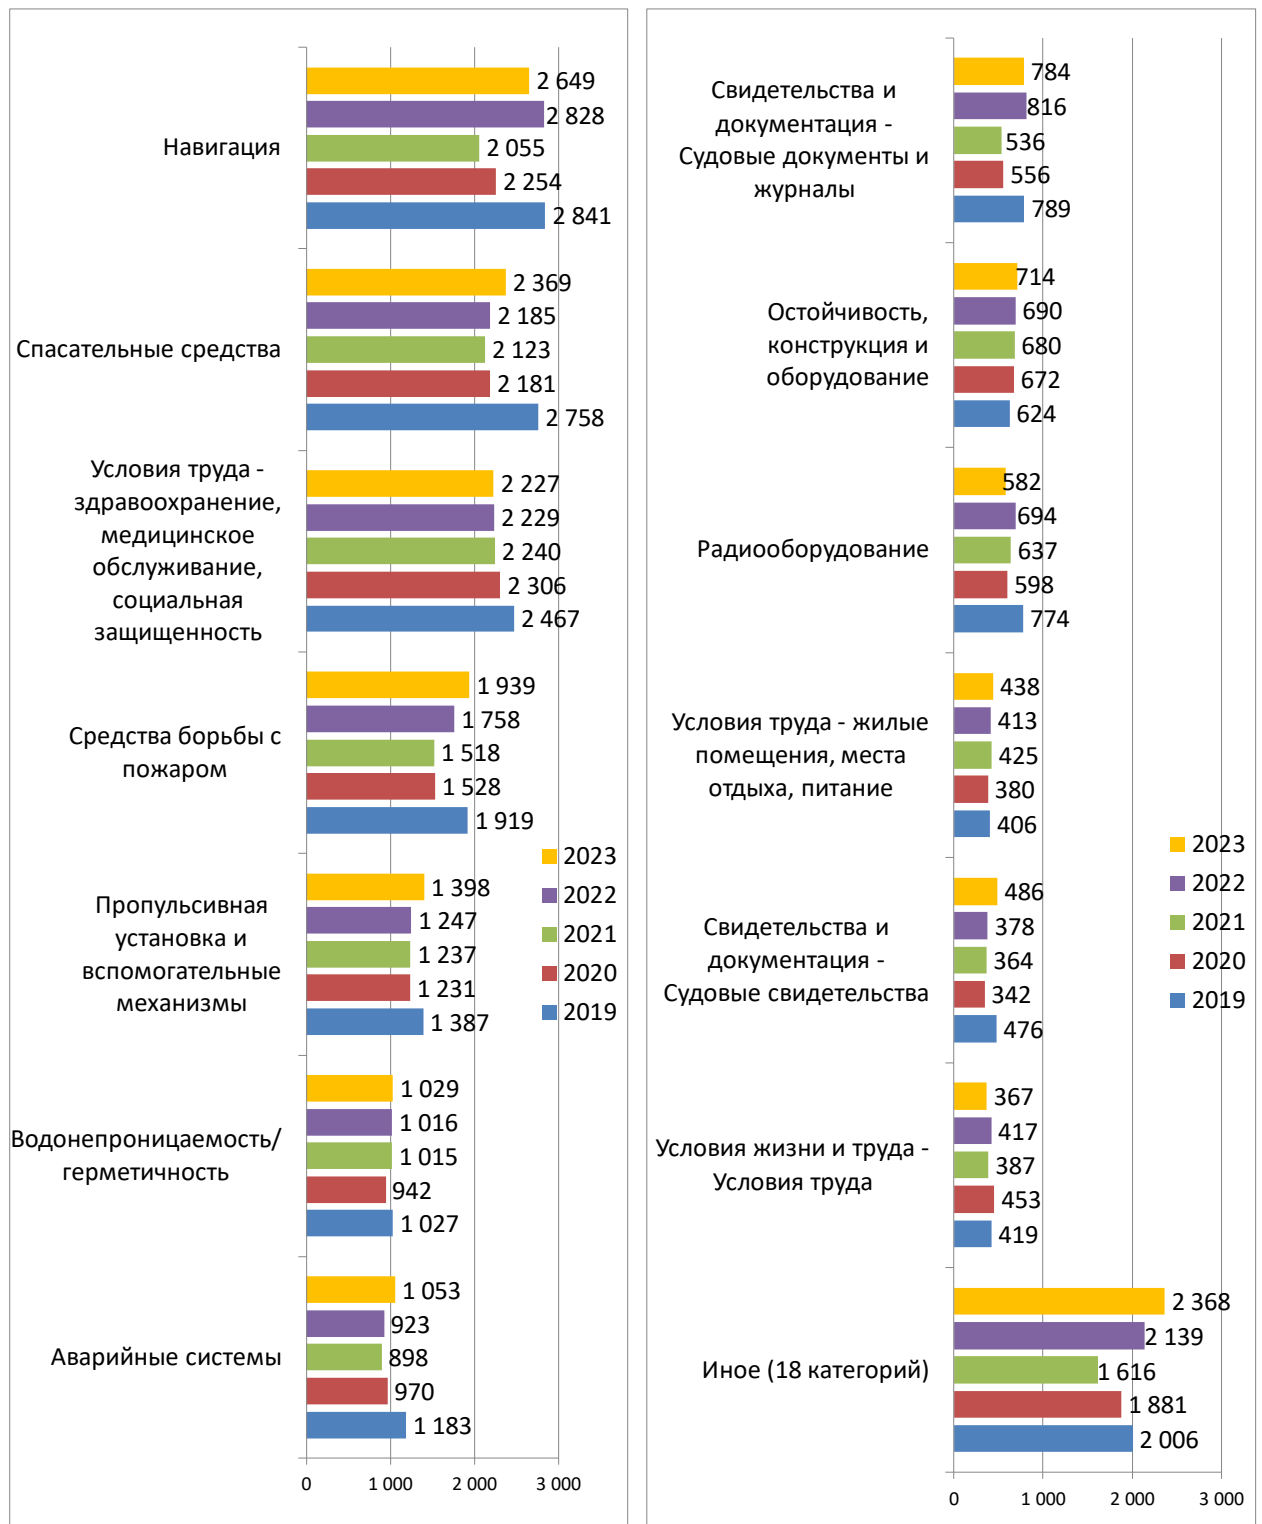 Навигация
2 649
2 828
2 055
2 254
2 841
Спасательные средства
2 369
2 185
2 123
2 181
2 758
Условия труда -
здравоохранение,
медицинское
обслуживание,
социальная
защищенность
2 227
2 229
2 240
2 306
2 467
Средства борьбы с
пожаром
1 939
1 758
1 518
1 528
1 919
Пропульсивная
установка и
вспомогательные
механизмы
1 398
1 247
1 237
1 231
1 387
Водонепроницаемость/
герметичность
1 029
1 016
1 015
942
1 027
Аварийные системы
1 053
923
898
970
1 183
2023
2022
2021
2020
2019
0 1 000 2 000 3 000
Свидетельства и
документация -
Судовые документы и
журналы
784
816
536
556
789
Остойчивость,
конструкция и
оборудование
714
690
680
672
624
Радиооборудование
582
694
637
598
774
Условия труда - жилые
помещения, места
отдыха, питание
438
413
425
380
406
Свидетельства и
документация -
Судовые свидетельства
486
378
364
342
476
Условия жизни и труда -
Условия труда
367
417
387
453
419
Иное (18 категорий)
2 368
2 139
1 616
1 881
2 006
2023
2022
2021
2020
2019
0 1 000 2 000 3 000